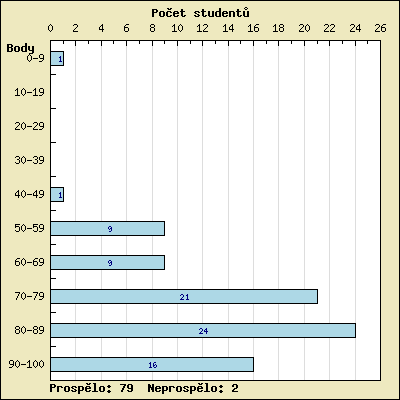 Počet studentů
0 2 4 6 8 10 12 14 16 18 20 22 24 26
Body
0-9 1
10-19
20-29
30-39
40-49 1
50-59 9
60-69 9
70-79 21
80-89 24
90-100 16
Prospělo: 79 Neprospělo: 2